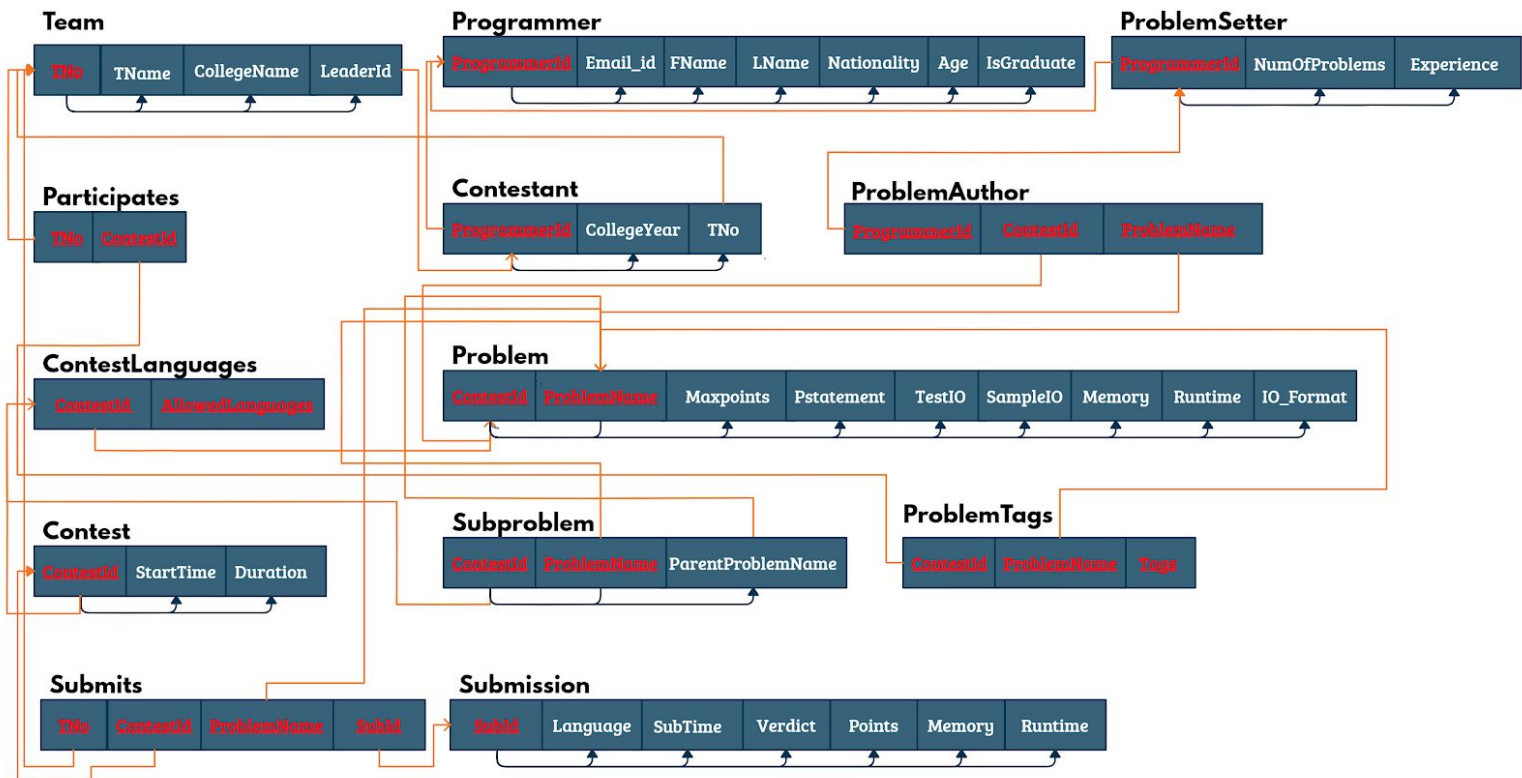 Team
TNo TName CollegeName LeaderId
Programmer
ProgrammerId Email_id FName LName Nationality Age IsGraduate
ProblemSetter
ProgrammerId NumOfProblems Experience
Participates
TNo ContestId
Contestant
ProgrammerId CollegeYear TNo
ProblemAuthor
ProgrammerId ContestId ProblemName
ContestLanguages
ContestId AllowedLanguages
Problem
ContestId ProblemName Maxpoints Pstatement TestIO SampleIO Memory Runtime IO_Format
Contest
ContestId StartTime Duration
Subproblem
ContestId ProblemName ParentProblemName
ProblemTags
ContestId ProblemName Tags
Submits
TNo ContestId ProblemName SubId
Submission
SubId Language SubTime Verdict Points Memory Runtime